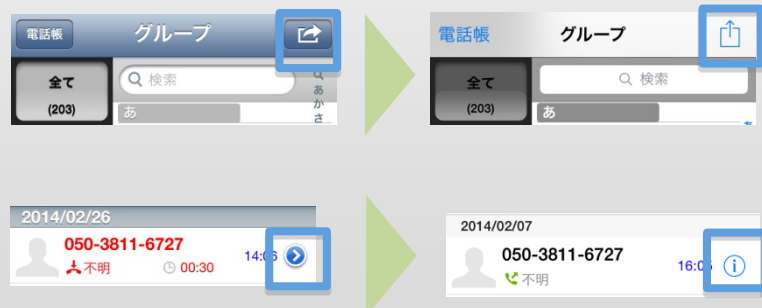 電話帳 グループ
全て
(203)
検索
あ
あ
か
さ
電話帳 グループ
全て
(203)
検索
あ
2014/02/26
050-3811-6727
不明 00:30
14:06
2014/02/07
050-3811-6727
不明
16:0